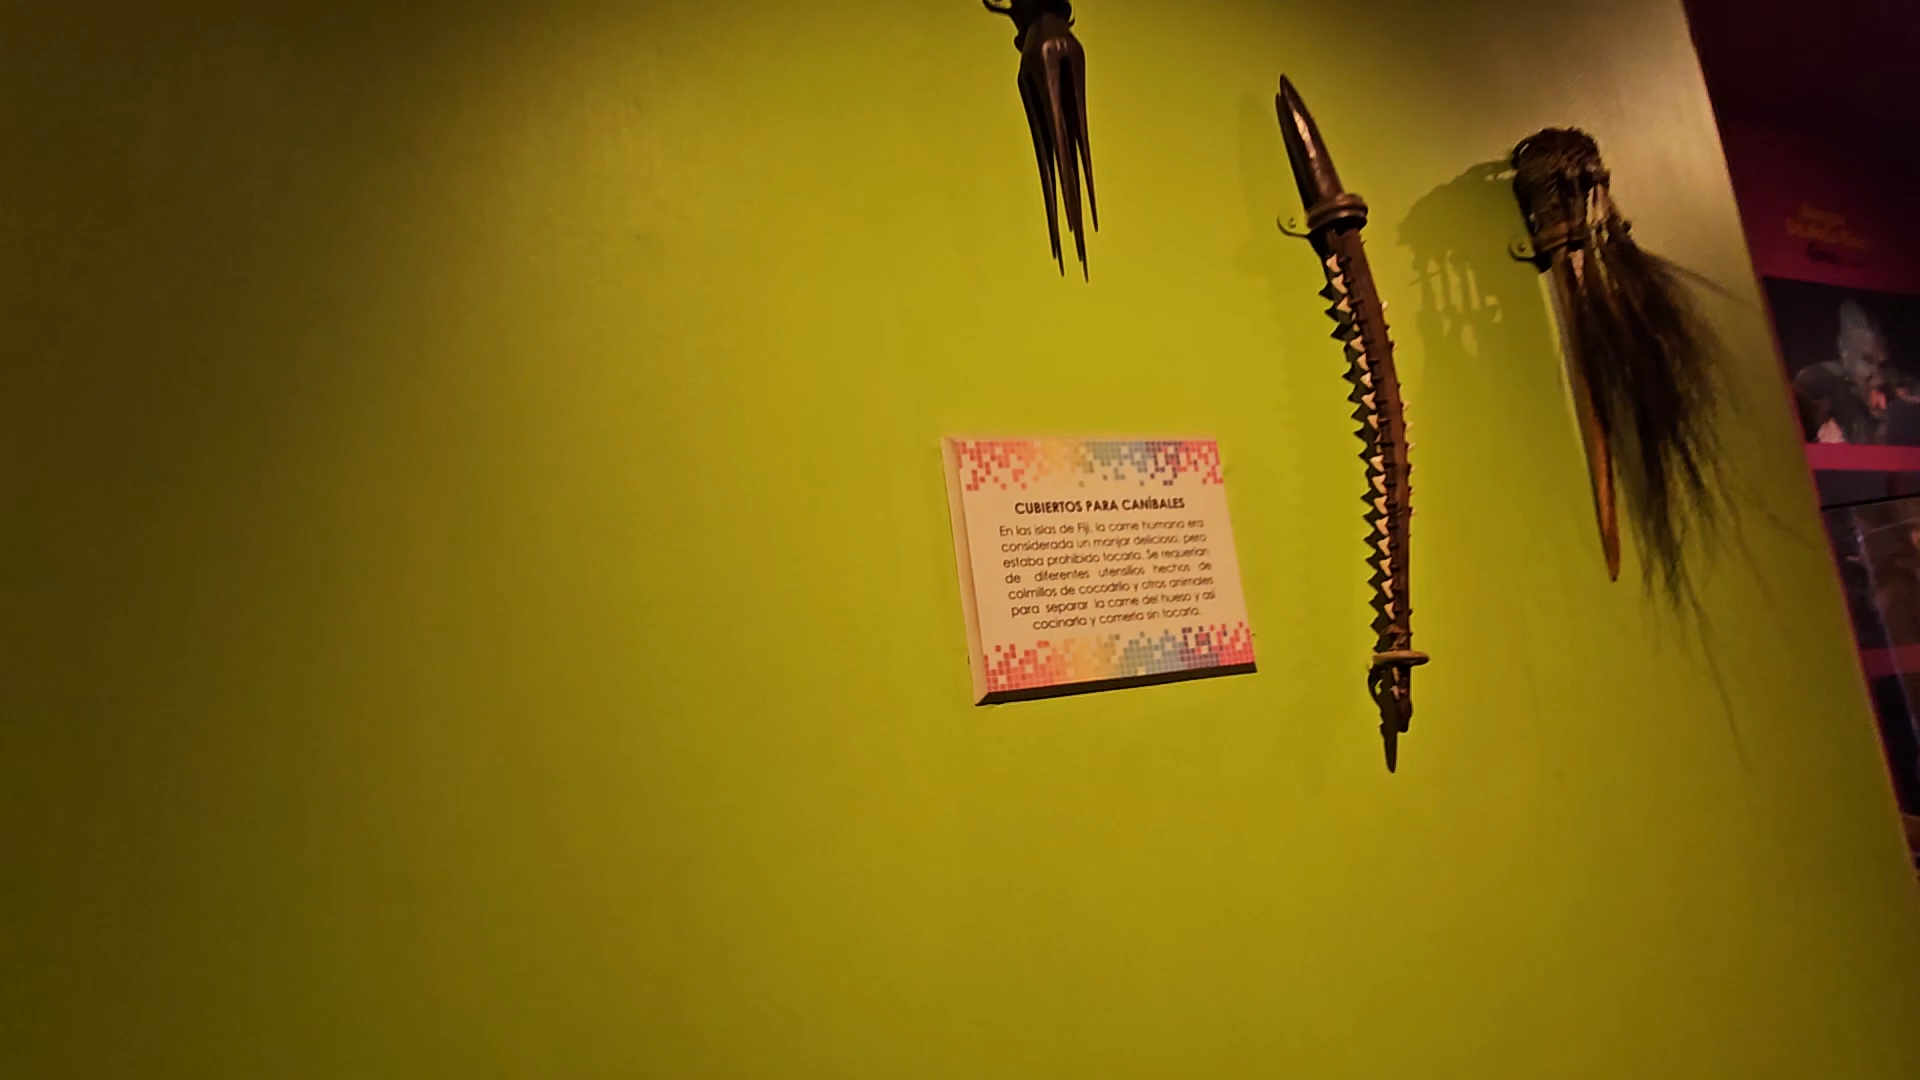 CUBIERTOS PARA CANÍBALES
En las islas de Fiji, la carne humana era
considerada un manjar delicioso, pero
estaba prohibido tocarla. Se requerían
de diferentes utensilios hechos de
colmillos de cocodrilo y otros animales
para separar la carne del hueso y así
cocinarla y comerla sin tocarla.